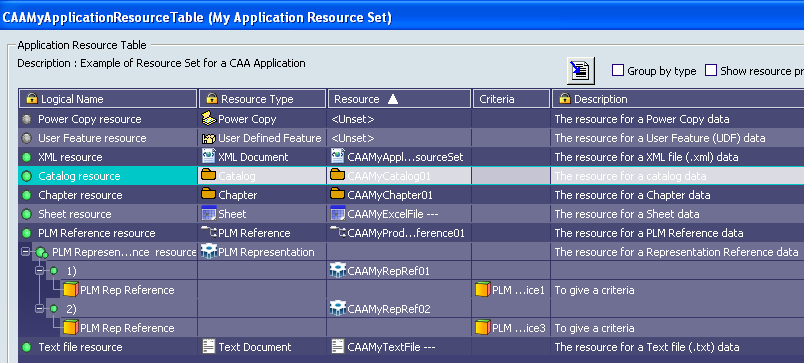 CAAMyApplicationResourceTable (My Application Resource Set)
Application Resource Table
Description : Example of Resource Set for a CAA Application
Group by type Show resource pr
Logical Name Resource Type Resource Criteria Description
Power Copy resource Power Copy <Unset> The resource for a Power Copy data
User Feature resource User Defined Feature <Unset> The resource for a User Feature (UDF) data
XML resource XML Document CAAMyAppl...sourceSet The resource for a XML file (.xml) data
Catalog resource Catalog CAAMyCatalog01 The resource for a catalog data
Chapter resource Chapter CAAMyChapter01 The resource for a Chapter data
Sheet resource Sheet CAAMyExcelFile --- The resource for a Sheet data
PLM Reference resource PLM Reference CAAMyProd...ference01 The resource for a PLM Reference data
PLM Represen...nce resource PLM Representation The resource for a Representation Reference data
1) CAAMyRepRef01
PLM Rep Reference PLM ...ice1 To give a criteria
2) CAAMyRepRef02
PLM Rep Reference PLM ...ice3 To give a criteria
Text file resource Text Document CAAMyTextFile --- The resource for a Text file (.txt) data